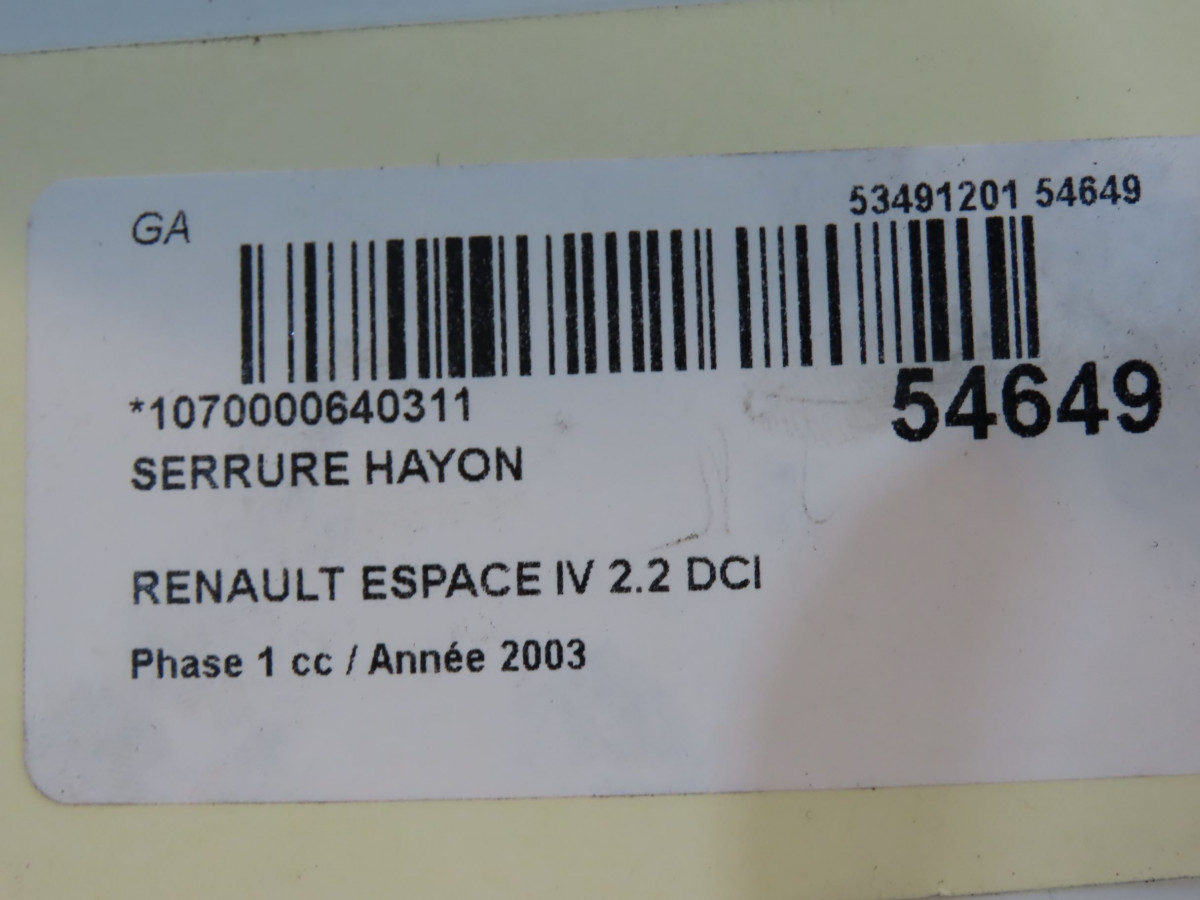 GA
53491201 54649
*1070000640311
54649
SERRURE HAYON
RENAULT ESPACE IV 2.2 DCI
Phase 1 cc / Année 2003